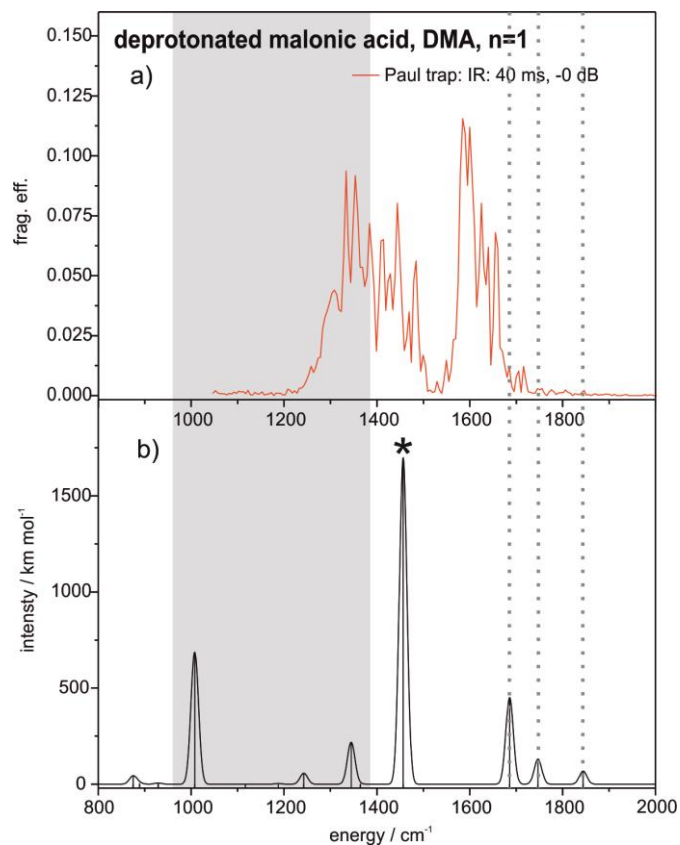 deprotonated malonic acid, DMA, n=1
a)
Paul trap: IR: 40 ms, -0 dB
0.150
0.125
0.100
0.075
0.050
0.025
0.000
frag. eff.
1000 1200 1400 1600 1800
b)
*
1500
1000
500
0
intensty / km mol⁻¹
800 1000 1200 1400 1600 1800 2000
energy / cm⁻¹